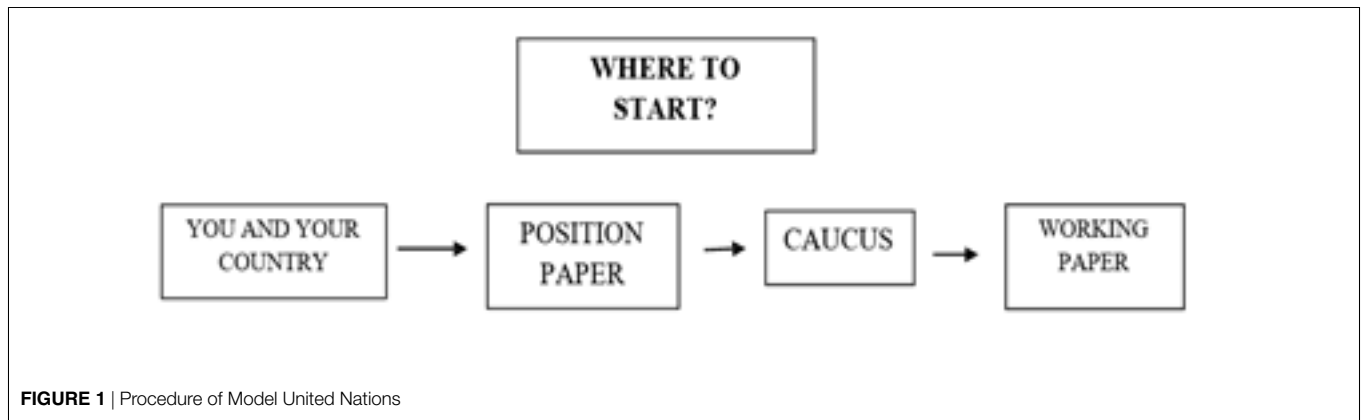 WHERE TO
START?
YOU AND YOUR
COUNTRY
POSITION
PAPER
CAUCUS
WORKING
PAPER
FIGURE 1 | Procedure of Model United Nations